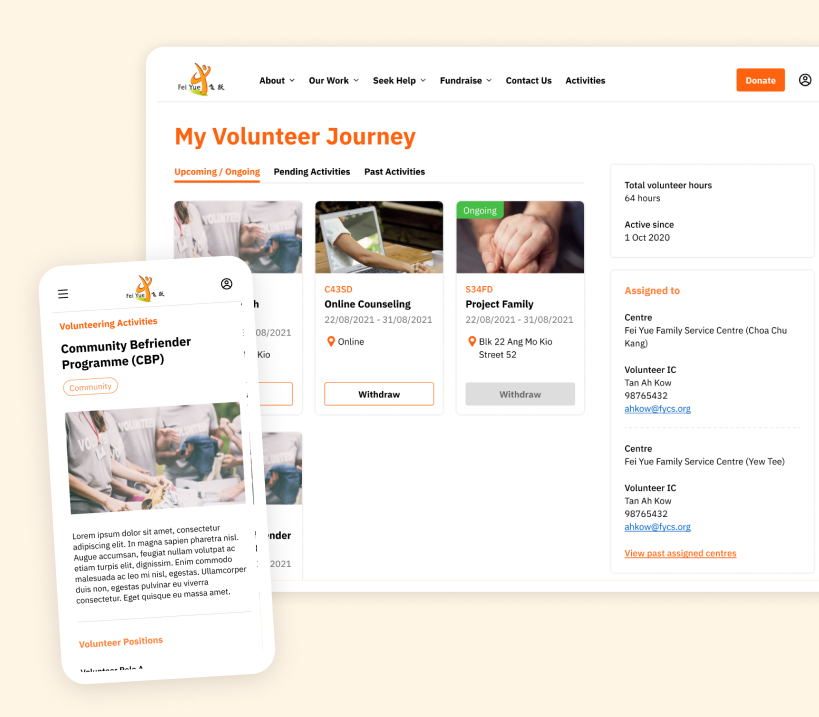 Fei Yue 飞跃
About
Our Work
Seek Help
Fundraise
Contact Us
Activities
Donate
My Volunteer Journey
Upcoming / Ongoing
Pending Activities
Past Activities
VOLUNTEER
h
08/2021
Kio
C43SD
Online Counseling
22/08/2021 - 31/08/2021
Online
Withdraw
Ongoing
S34FD
Project Family
22/08/2021 - 31/08/2021
Blk 22 Ang Mo Kio
Street 52
Withdraw
ender
2021
Total volunteer hours
64 hours
Active since
1 Oct 2020
Assigned to
Centre
Fei Yue Family Service Centre (Choa Chu
Kang)
Volunteer IC
Tan Ah Kow
98765432
ahkow@fycs.org
Centre
Fei Yue Family Service Centre (Yew Tee)
Volunteer IC
Tan Ah Kow
98765432
ahkow@fycs.org
View past assigned centres
Fei Yue
Volunteering Activities
Community Befriender
Programme (CBP)
Community
VOLUNTEER
Lorem ipsum dolor sit amet, consectetur
adipiscing elit. In magna sapien pharetra nisl.
Augue accumsan, feugiat nullam volutpat ac
etiam turpis elit, dignissim. Enim commodo
malesuada ac leo mi nisl, egestas. Ullamcorper
duis non, egestas pulvinar eu viverra
consectetur. Eget quisque eu massa amet.
Volunteer Positions
Volunteer Role A